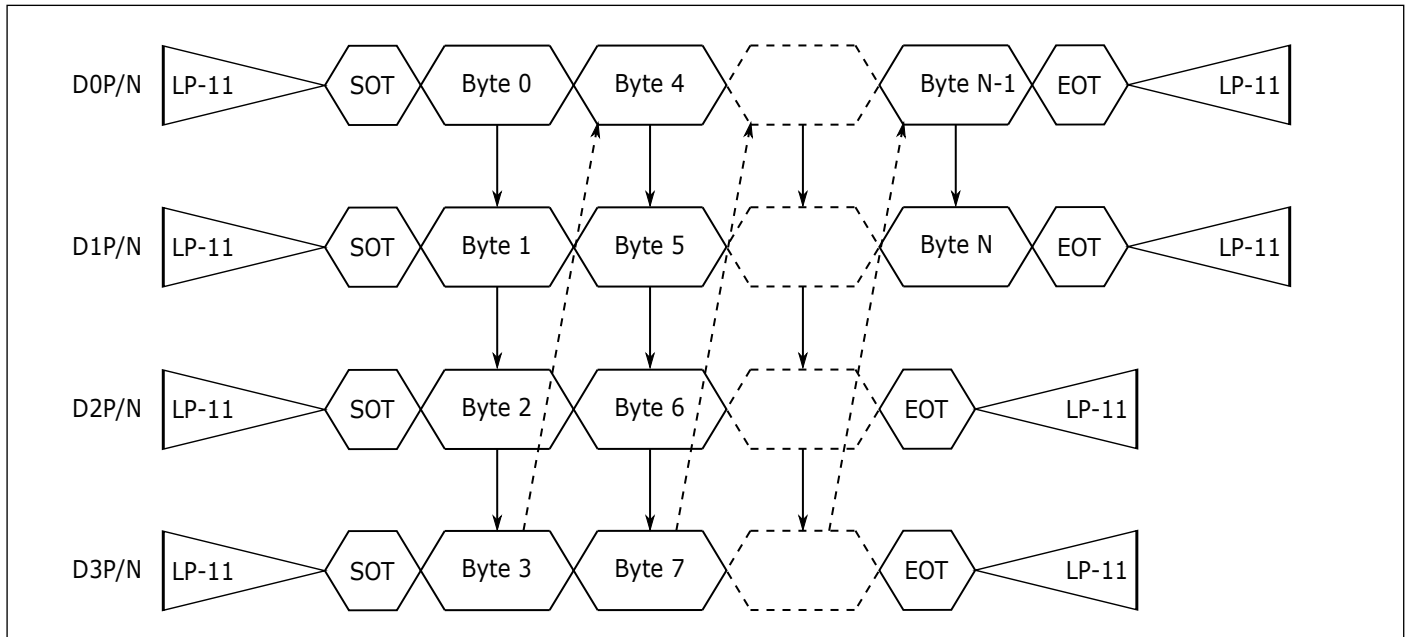 D0P/N LP-11 SOT Byte 0 Byte 4 Byte N-1 EOT LP-11
D1P/N LP-11 SOT Byte 1 Byte 5 Byte N EOT LP-11
D2P/N LP-11 SOT Byte 2 Byte 6 EOT LP-11
D3P/N LP-11 SOT Byte 3 Byte 7 EOT LP-11